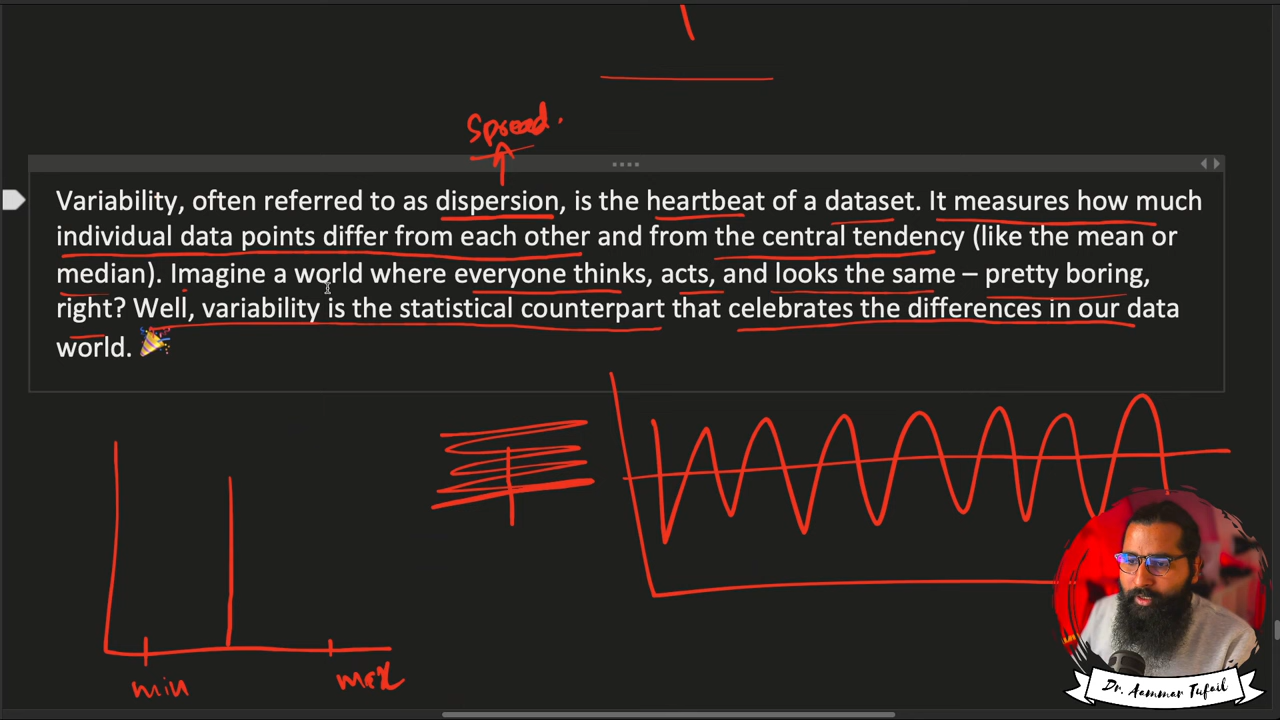 Spread.
Variability, often referred to as dispersion, is the heartbeat of a dataset. It measures how much
individual data points differ from each other and from the central tendency (like the mean or
median). Imagine a world where everyone thinks, acts, and looks the same – pretty boring,
right? Well, variability is the statistical counterpart that celebrates the differences in our data
world. 🎉
min
max
Dr. Aammar Tufail